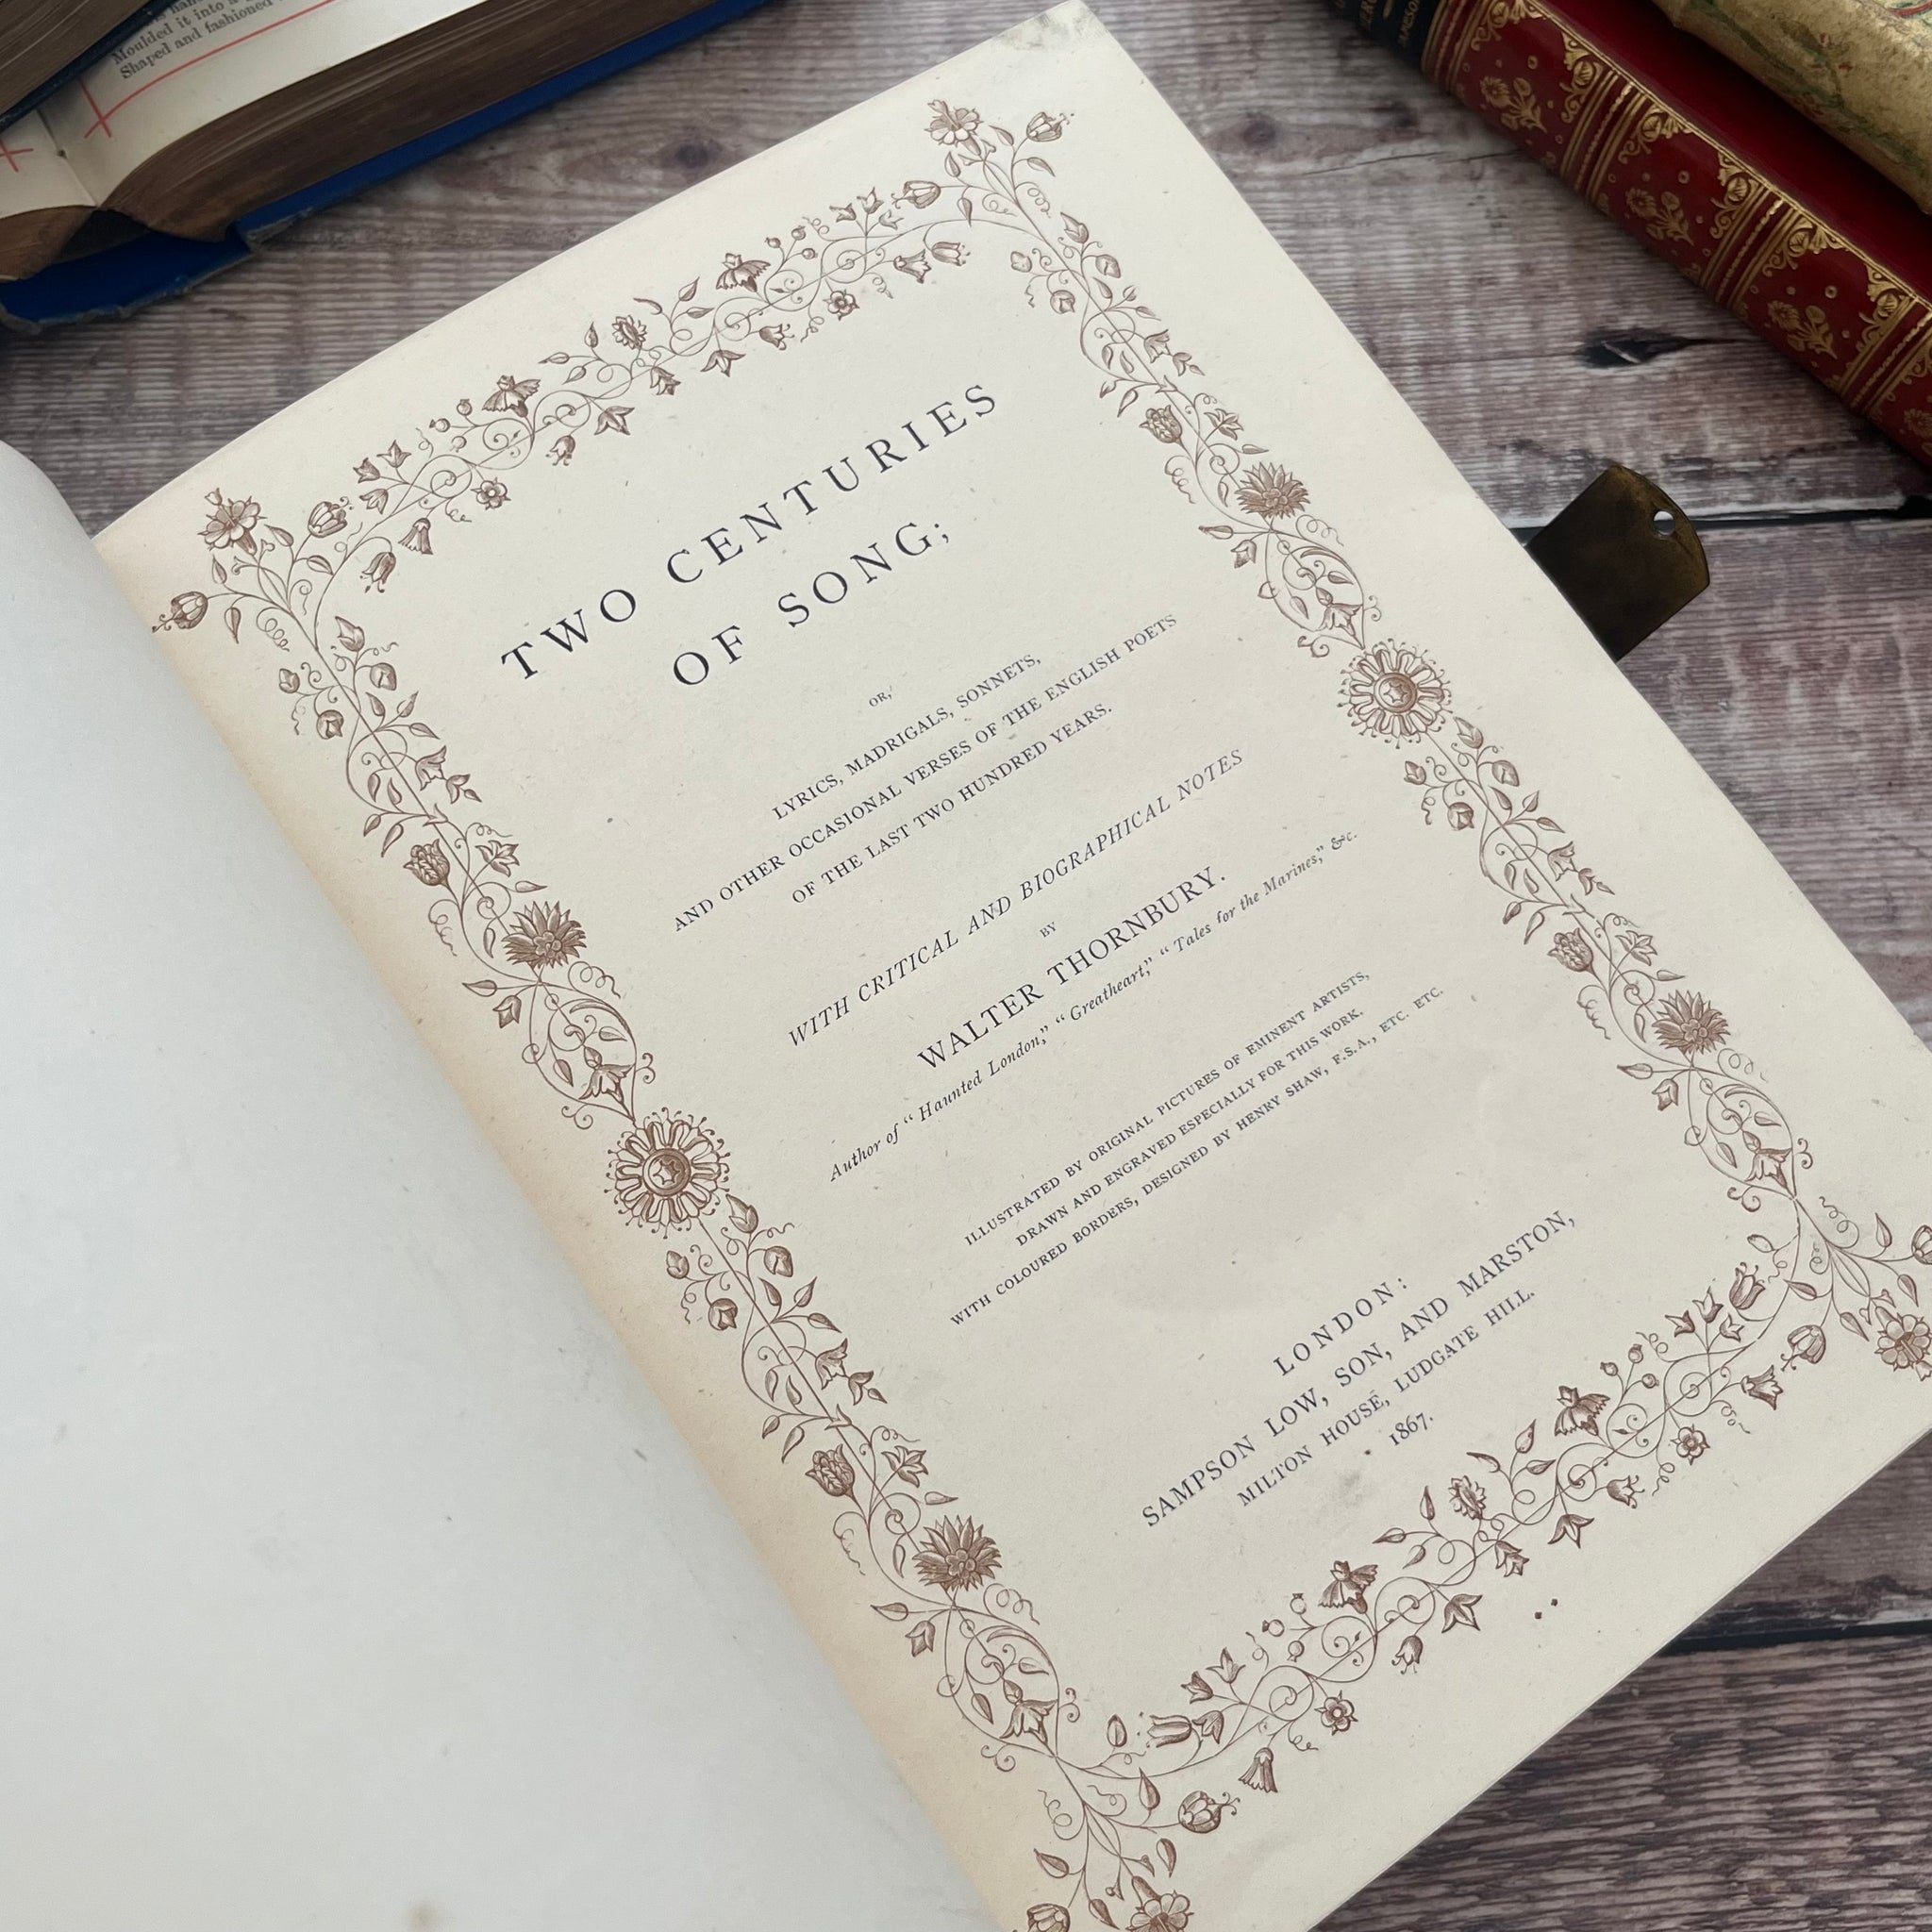 Moulded it into a
Shaped and fashioned
TWO CENTURIES
OF SONG;
OR,
LYRICS, MADRIGALS, SONNETS,
AND OTHER OCCASIONAL VERSES OF THE ENGLISH POETS
OF THE LAST TWO HUNDRED YEARS.
WITH CRITICAL AND BIOGRAPHICAL NOTES
BY
WALTER THORNBURY.
Author of “Haunted London,” “Greatheart,” “Tales for the Marines,” &c.
ILLUSTRATED BY ORIGINAL PICTURES OF EMINENT ARTISTS,
DRAWN AND ENGRAVED ESPECIALLY FOR THIS WORK.
WITH COLOURED BORDERS, DESIGNED BY HENRY SHAW, F.S.A., ETC. ETC.
LONDON:
SAMPSON LOW, SON, AND MARSTON,
MILTON HOUSE, LUDGATE HILL.
1867.